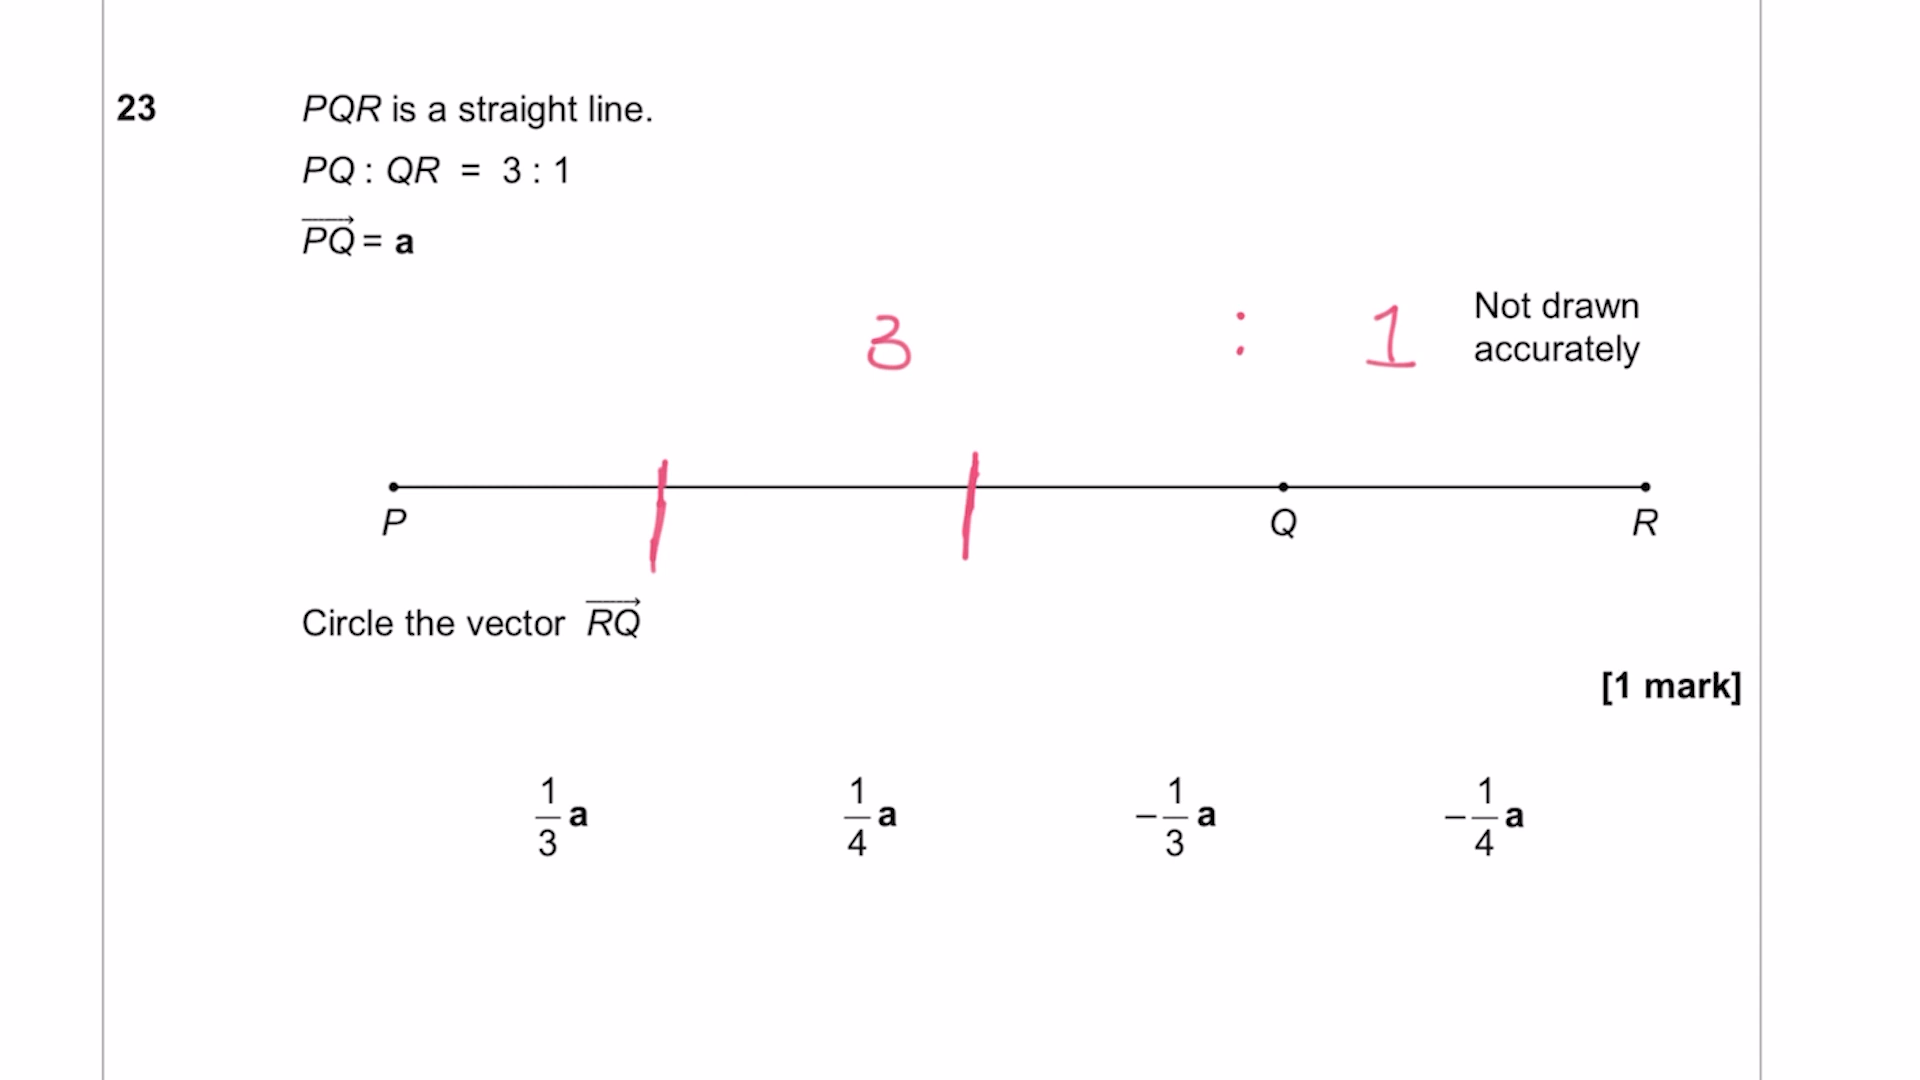 23 PQR is a straight line.
PQ : QR = 3 : 1
PQ = a
3 : 1
Not drawn
accurately
P Q R
Circle the vector RQ
[1 mark]
1/3 a 1/4 a −1/3 a −1/4 a